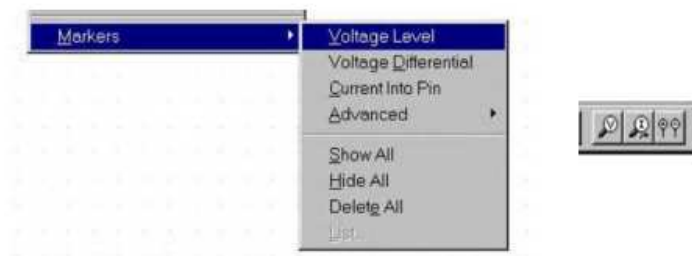 Markers
Voltage Level
Voltage Differential
Current Into Pin
Advanced
Show All
Hide All
Delete All
List...
V I